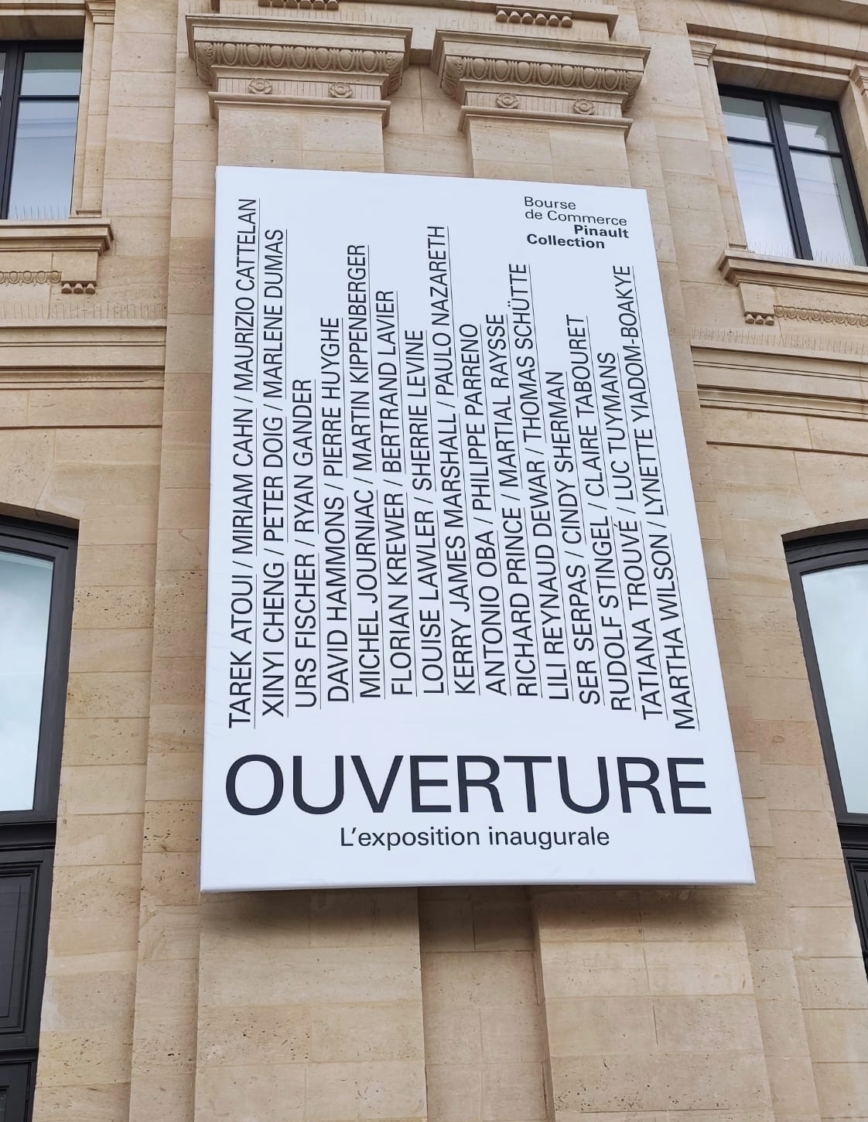 Bourse
de Commerce
Pinault
Collection
TAREK ATOUI / MIRIAM CAHN / MAURIZIO CATTELAN
XINYI CHENG / PETER DOIG / MARLENE DUMAS
URS FISCHER / RYAN GANDER
DAVID HAMMONS / PIERRE HUYGHE
MICHEL JOURNIAC / MARTIN KIPPENBERGER
FLORIAN KREWER / BERTRAND LAVIER
LOUISE LAWLER / SHERRIE LEVINE
KERRY JAMES MARSHALL / PAULO NAZARETH
ANTONIO OBA / PHILIPPE PARRENO
RICHARD PRINCE / MARTIAL RAYSSE
LILI REYNAUD DEWAR / THOMAS SCHÜTTE
SER SERPAS / CINDY SHERMAN
RUDOLF STINGEL / CLAIRE TABOURET
TATIANA TROUVÉ / LUC TUYMANS
MARTHA WILSON / LYNETTE YIADOM-BOAKYE
OUVERTURE
L'exposition inaugurale